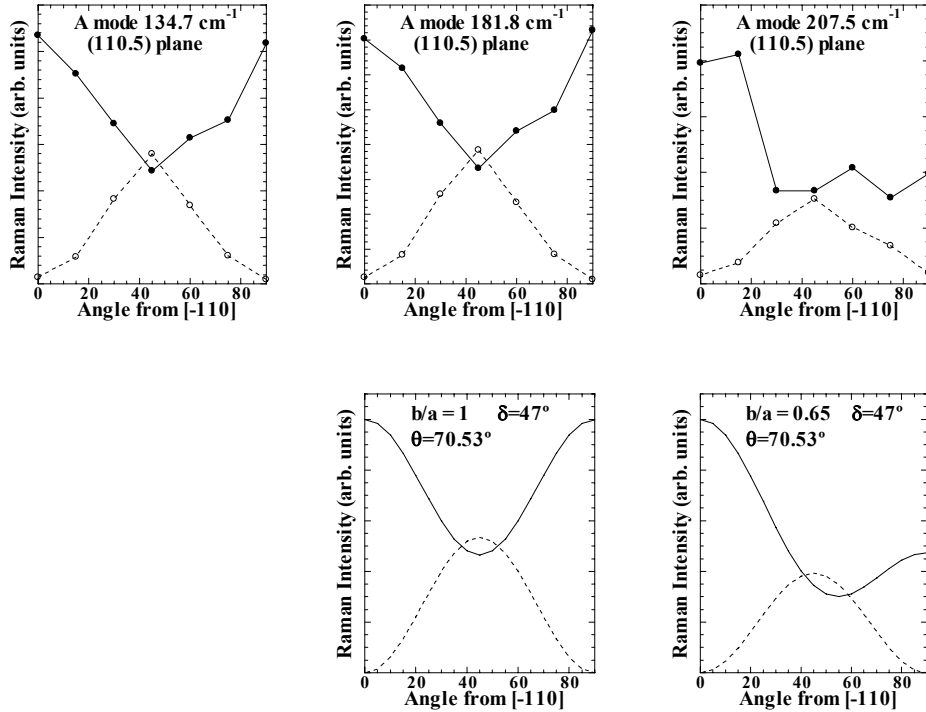 A mode 134.7 cm⁻¹
(110.5) plane
Raman Intensity (arb. units)
0 20 40 60 80
Angle from [-110]
A mode 181.8 cm⁻¹
(110.5) plane
Raman Intensity (arb. units)
0 20 40 60 80
Angle from [-110]
A mode 207.5 cm⁻¹
(110.5) plane
Raman Intensity (arb. units)
0 20 40 60 80
Angle from [-110]
b/a = 1 δ=47º
θ=70.53º
Raman Intensity (arb. units)
0 20 40 60 80
Angle from [-110]
b/a = 0.65 δ=47º
θ=70.53º
Raman Intensity (arb. units)
0 20 40 60 80
Angle from [-110]